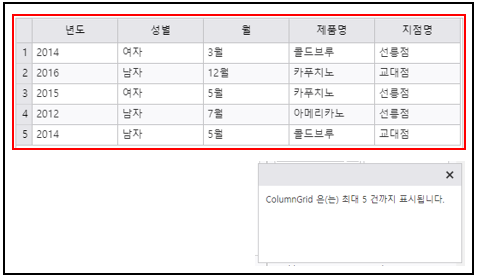 년도 성별 월 제품명 지점명
1 2014 여자 3월 콜드브루 선릉점
2 2016 남자 12월 카푸치노 교대점
3 2015 여자 5월 카푸치노 선릉점
4 2012 남자 7월 아메리카노 선릉점
5 2014 남자 5월 콜드브루 교대점
ColumnGrid 은(는) 최대 5 건까지 표시됩니다.